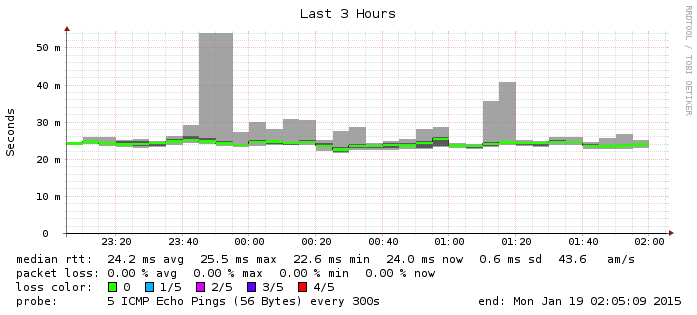 Last 3 Hours
RRDTOOL / TOBI OETIKER
Seconds
50 m
40 m
30 m
20 m
10 m
0
23:20 23:40 00:00 00:20 00:40 01:00 01:20 01:40 02:00
median rtt: 24.2 ms avg 25.5 ms max 22.6 ms min 24.0 ms now 0.6 ms sd 43.6 am/s
packet loss: 0.00 % avg 0.00 % max 0.00 % min 0.00 % now
loss color: 0 1/5 2/5 3/5 4/5
probe: 5 ICMP Echo Pings (56 Bytes) every 300s end: Mon Jan 19 02:05:09 2015